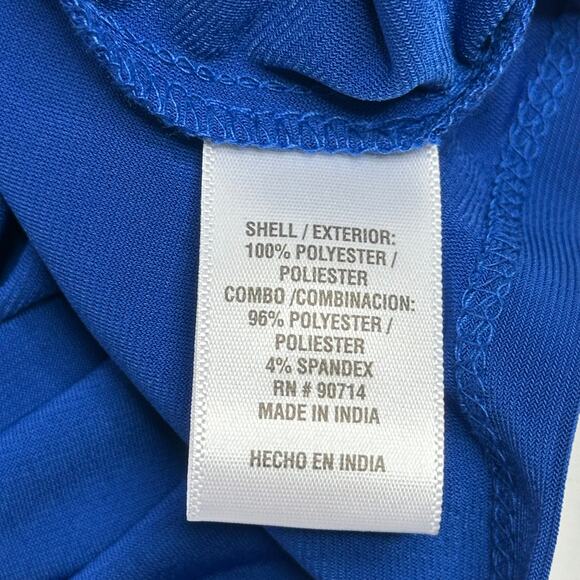 SHELL / EXTERIOR:
100% POLYESTER /
POLIESTER
COMBO /COMBINACION:
96% POLYESTER /
POLIESTER
4% SPANDEX
RN # 90714
MADE IN INDIA
HECHO EN INDIA